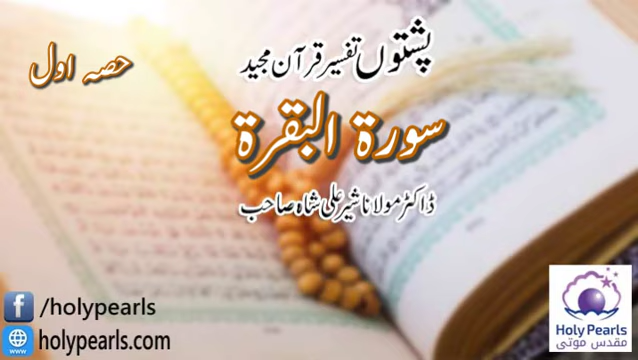 پشتوں تفسیر قرآن مجید
حصہ اول
سورۃ البقرۃ
ڈاکٹر مولانا شیر علی شاہ صاحب
/holypearls
holypearls.com
Holy Pearls
مقدس موتی